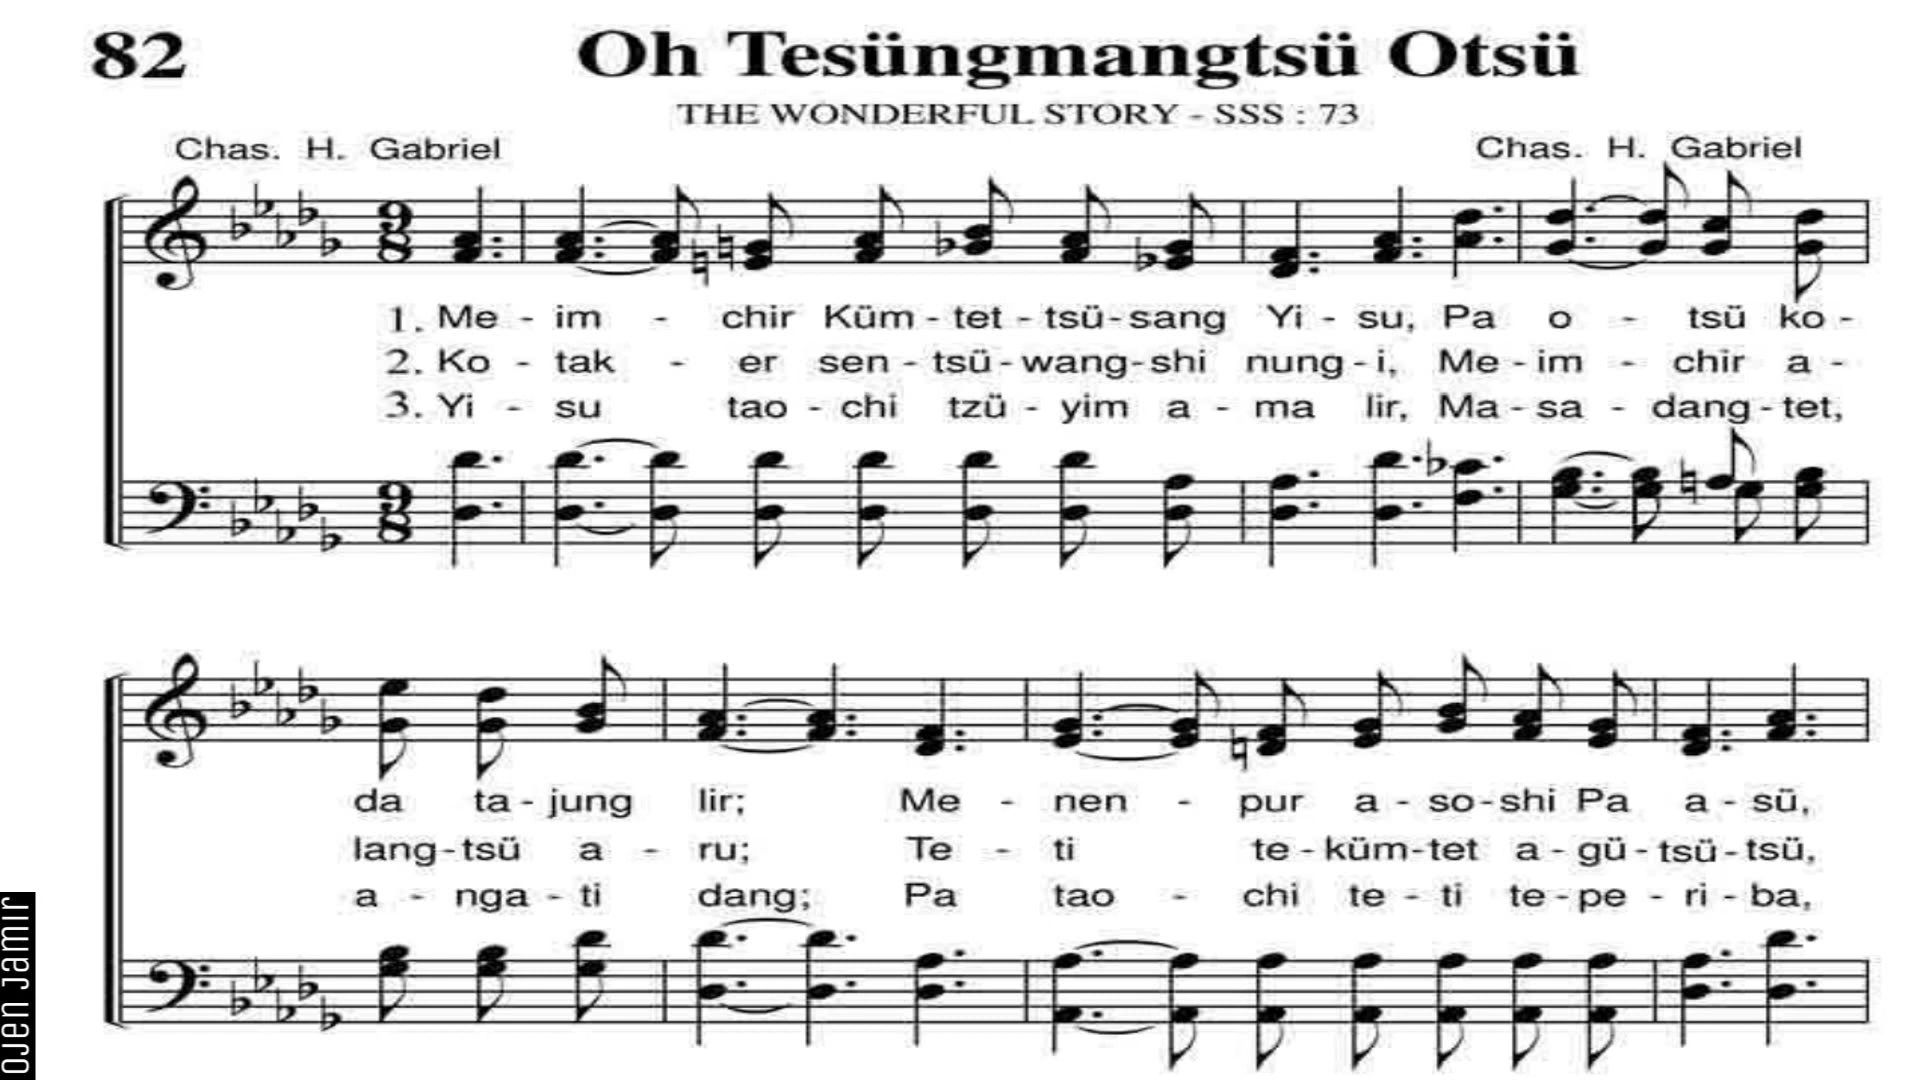 82 Oh Tesüngmangtsü Otsü
THE WONDERFUL STORY - SSS : 73
Chas. H. Gabriel Chas. H. Gabriel
9 8
1. Me - im - chir Küm - tet - tsü - sang Yi - su, Pa o - tsü ko -
2. Ko - tak - er sen - tsü - wang - shi nung - i, Me - im - chir a -
3. Yi - su tao - chi tzü - yim a - ma lir, Ma - sa - dang - tet,
9 8
da ta - jung lir; Me - nen - pur a - so - shi Pa a - sü,
lang - tsü a - ru; Te - ti te - küm - tet a - gü - tsü - tsü,
a - nga - ti dang; Pa tao - chi te - ti te - pe - ri - ba,
OJEN JAMIR